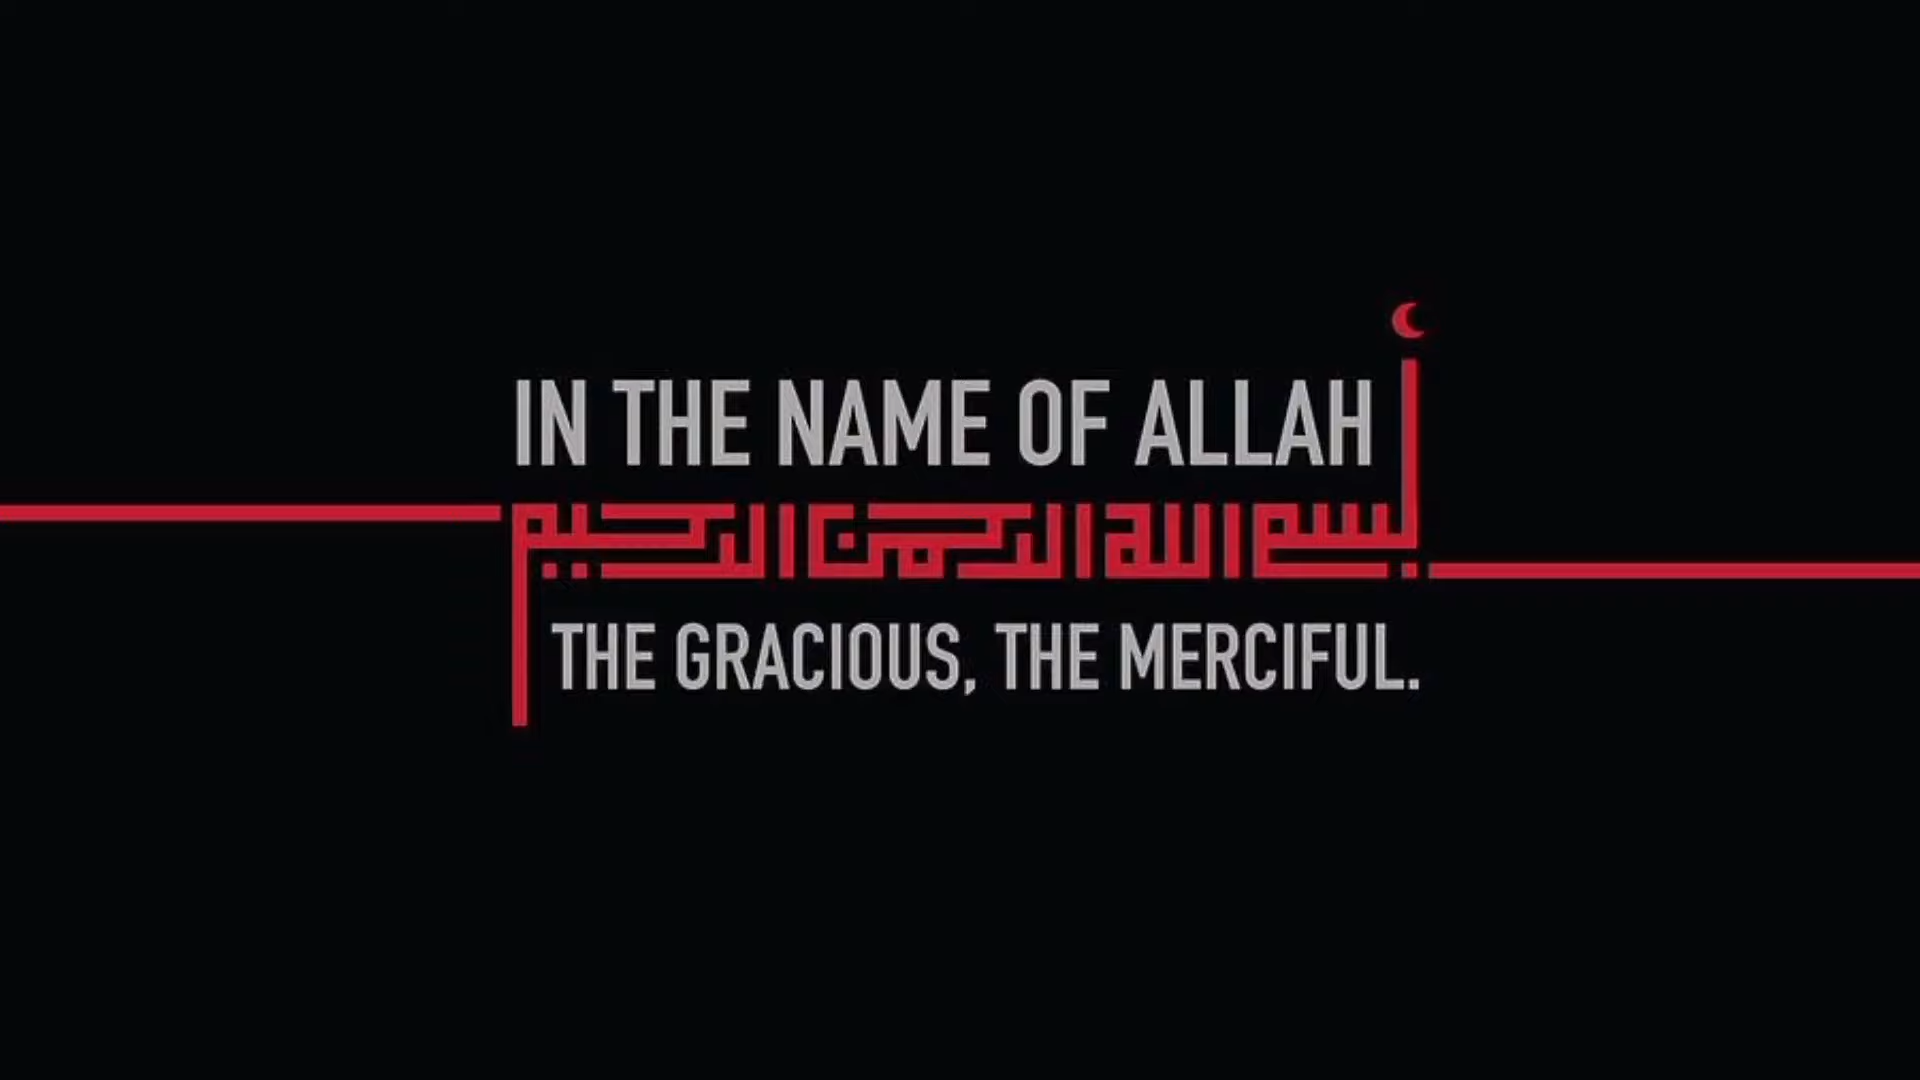 IN THE NAME OF ALLAH
بسم الله الرحمن الرحيم
THE GRACIOUS, THE MERCIFUL.